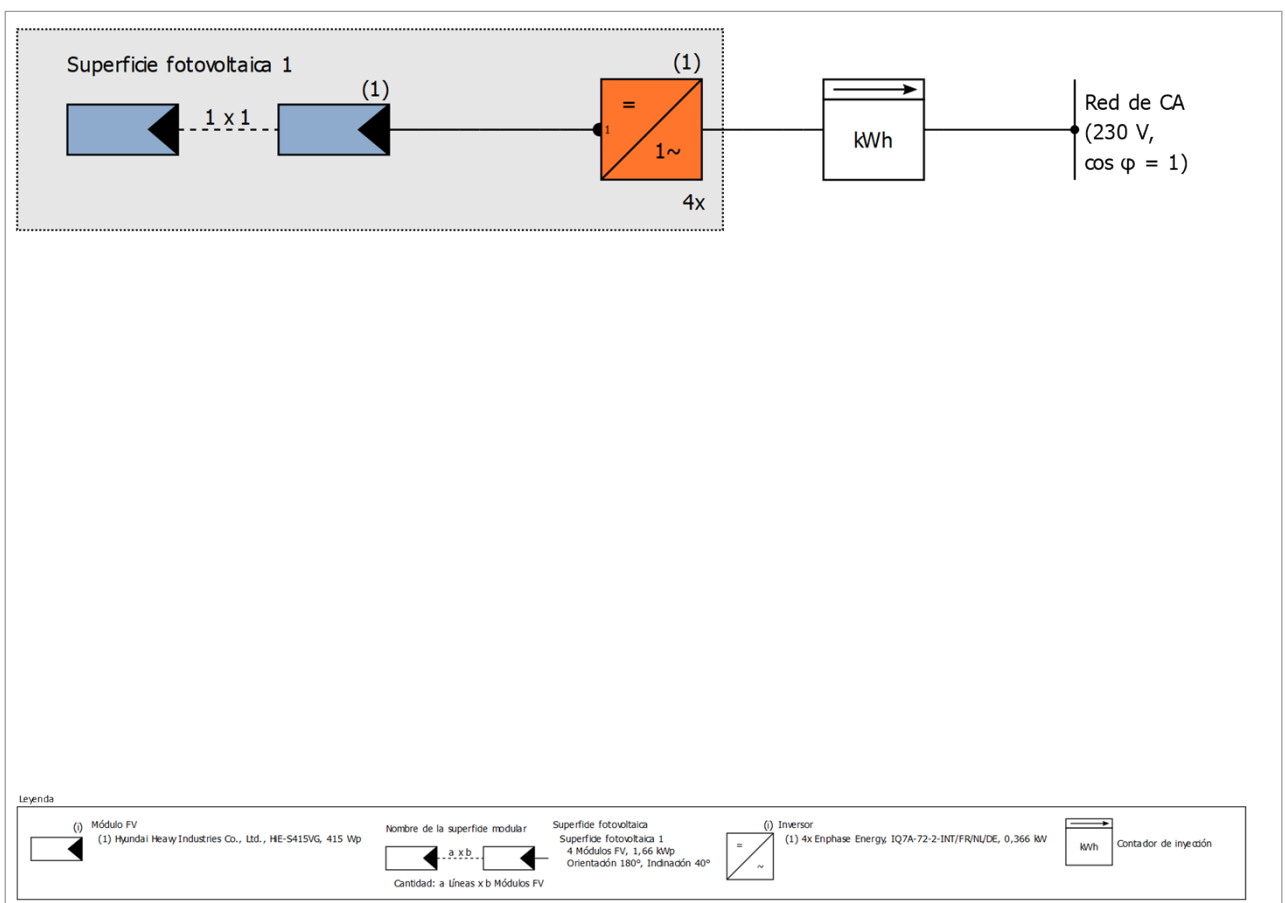 Superficie fotovoltaica 1
(1)
1 x 1
(1)
=
1
1~
4x
kWh
Red de CA
(230 V,
cos φ = 1)
Leyenda
(i) Módulo FV
(1) Hyundai Heavy Industries Co., Ltd., HiE-S415VG, 415 Wp
Nombre de la superficie modular
a x b
Cantidad: a Líneas x b Módulos FV
Superficie fotovoltaica
Superficie fotovoltaica 1
4 Módulos FV, 1,66 kWp
Orientación 180°, Inclinación 40°
(i) Inversor
(1) 4x Enphase Energy, IQ7A-72-2-INT/FR/NL/DE, 0,366 kW
=
~
kWh
Contador de inyección